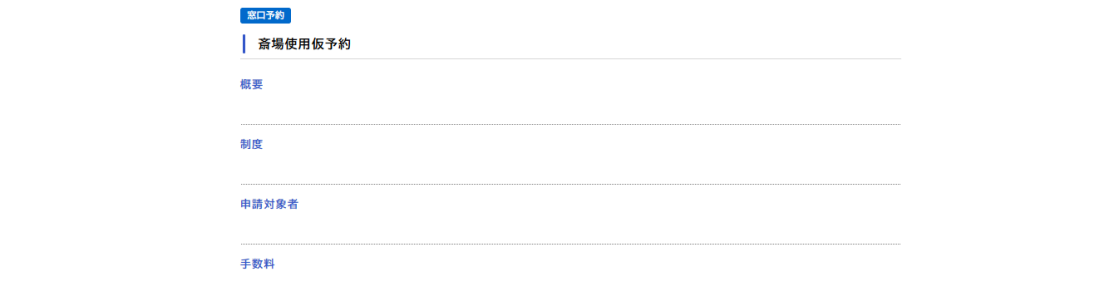 窓口予約
斎場使用仮予約
概要
制度
申請対象者
手数料